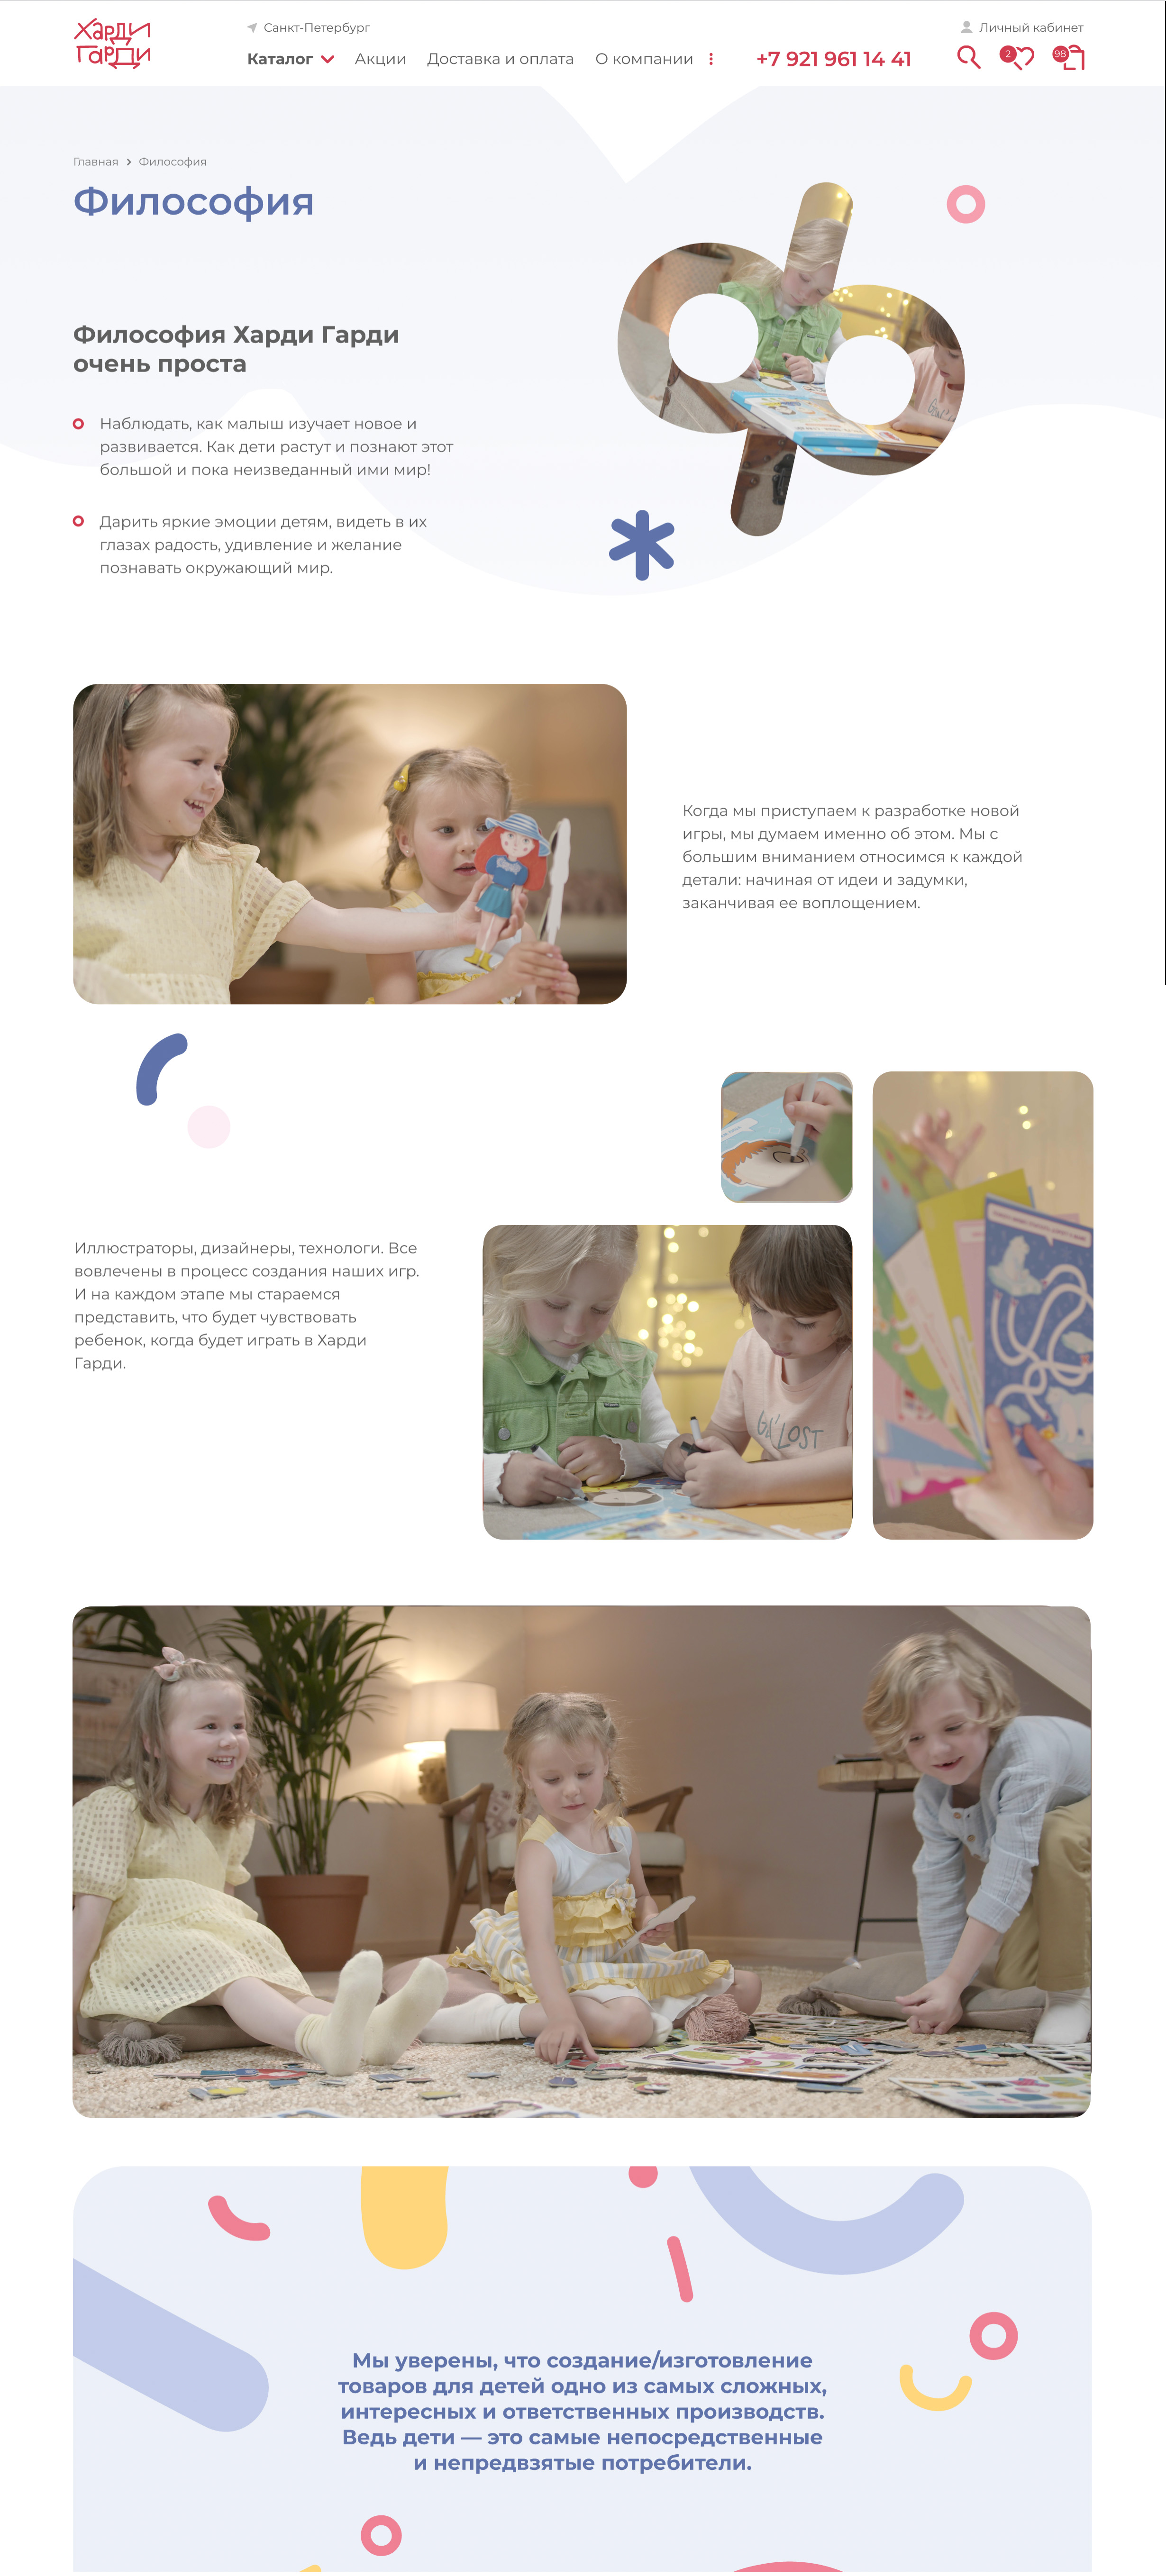 Харди
Гарди
Санкт-Петербург
Личный кабинет
Каталог
Акции
Доставка и оплата
О компании
+7 921 961 14 41
2
98
Главная > Философия
Философия
Философия Харди Гарди
очень проста
Наблюдать, как малыш изучает новое и
развивается. Как дети растут и познают этот
большой и пока неизведанный ими мир!
Дарить яркие эмоции детям, видеть в их
глазах радость, удивление и желание
познавать окружающий мир.
Когда мы приступаем к разработке новой
игры, мы думаем именно об этом. Мы с
большим вниманием относимся к каждой
детали: начиная от идеи и задумки,
заканчивая ее воплощением.
Иллюстраторы, дизайнеры, технологи. Все
вовлечены в процесс создания наших игр.
И на каждом этапе мы стараемся
представить, что будет чувствовать
ребенок, когда будет играть в Харди
Гарди.
LOST
Мы уверены, что создание/изготовление
товаров для детей одно из самых сложных,
интересных и ответственных производств.
Ведь дети — это самые непосредственные
и непредвзятые потребители.